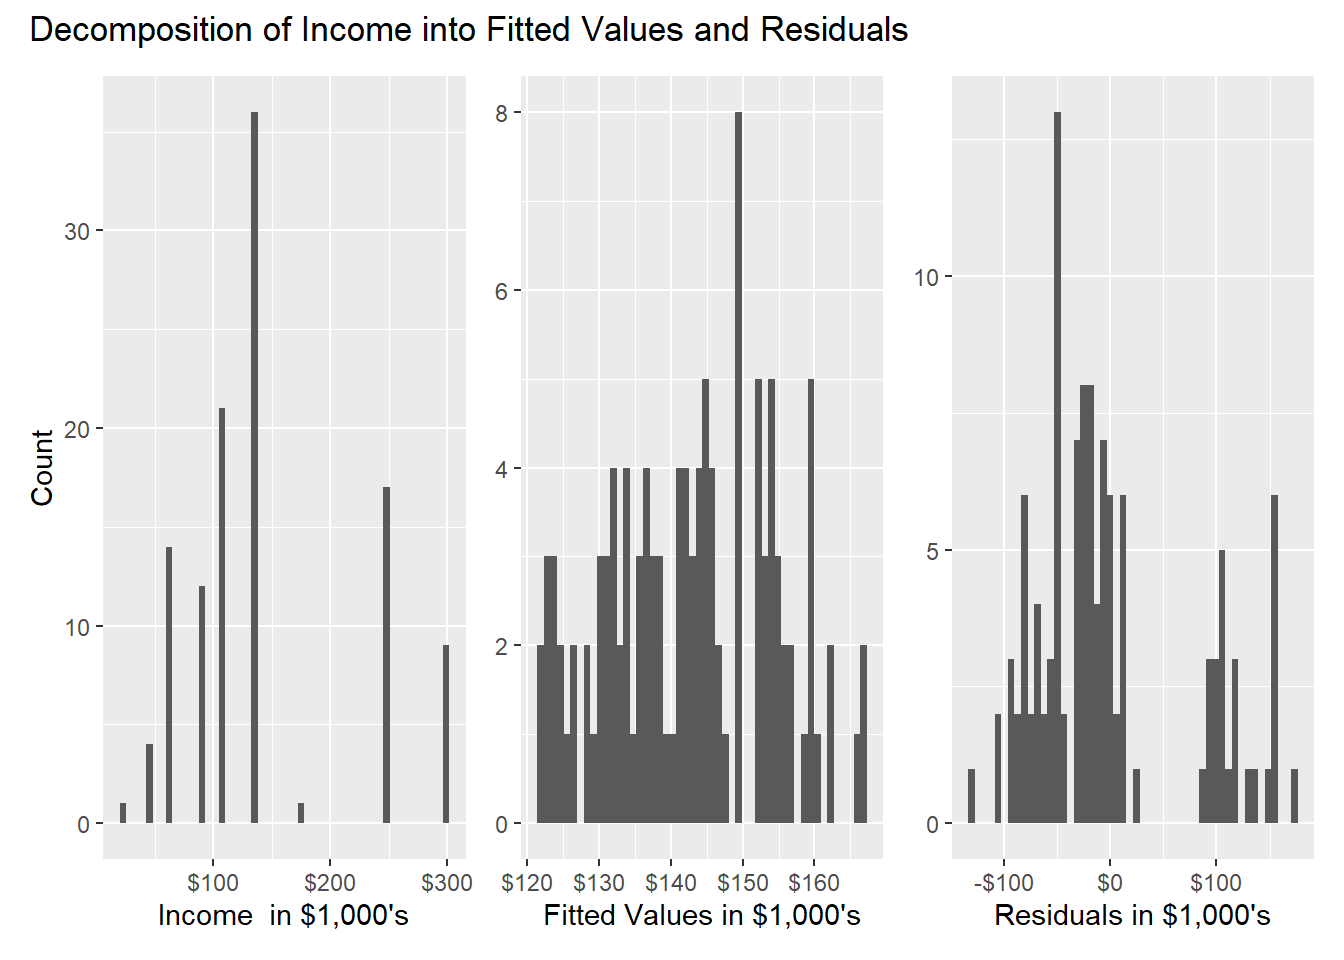 Decomposition of Income into Fitted Values and Residuals
Count
30
20
10
0
$100 $200 $300
Income  in $1,000's
8
6
4
2
0
$120 $130 $140 $150 $160
Fitted Values in $1,000's
10
5
0
-$100 $0 $100
Residuals in $1,000's